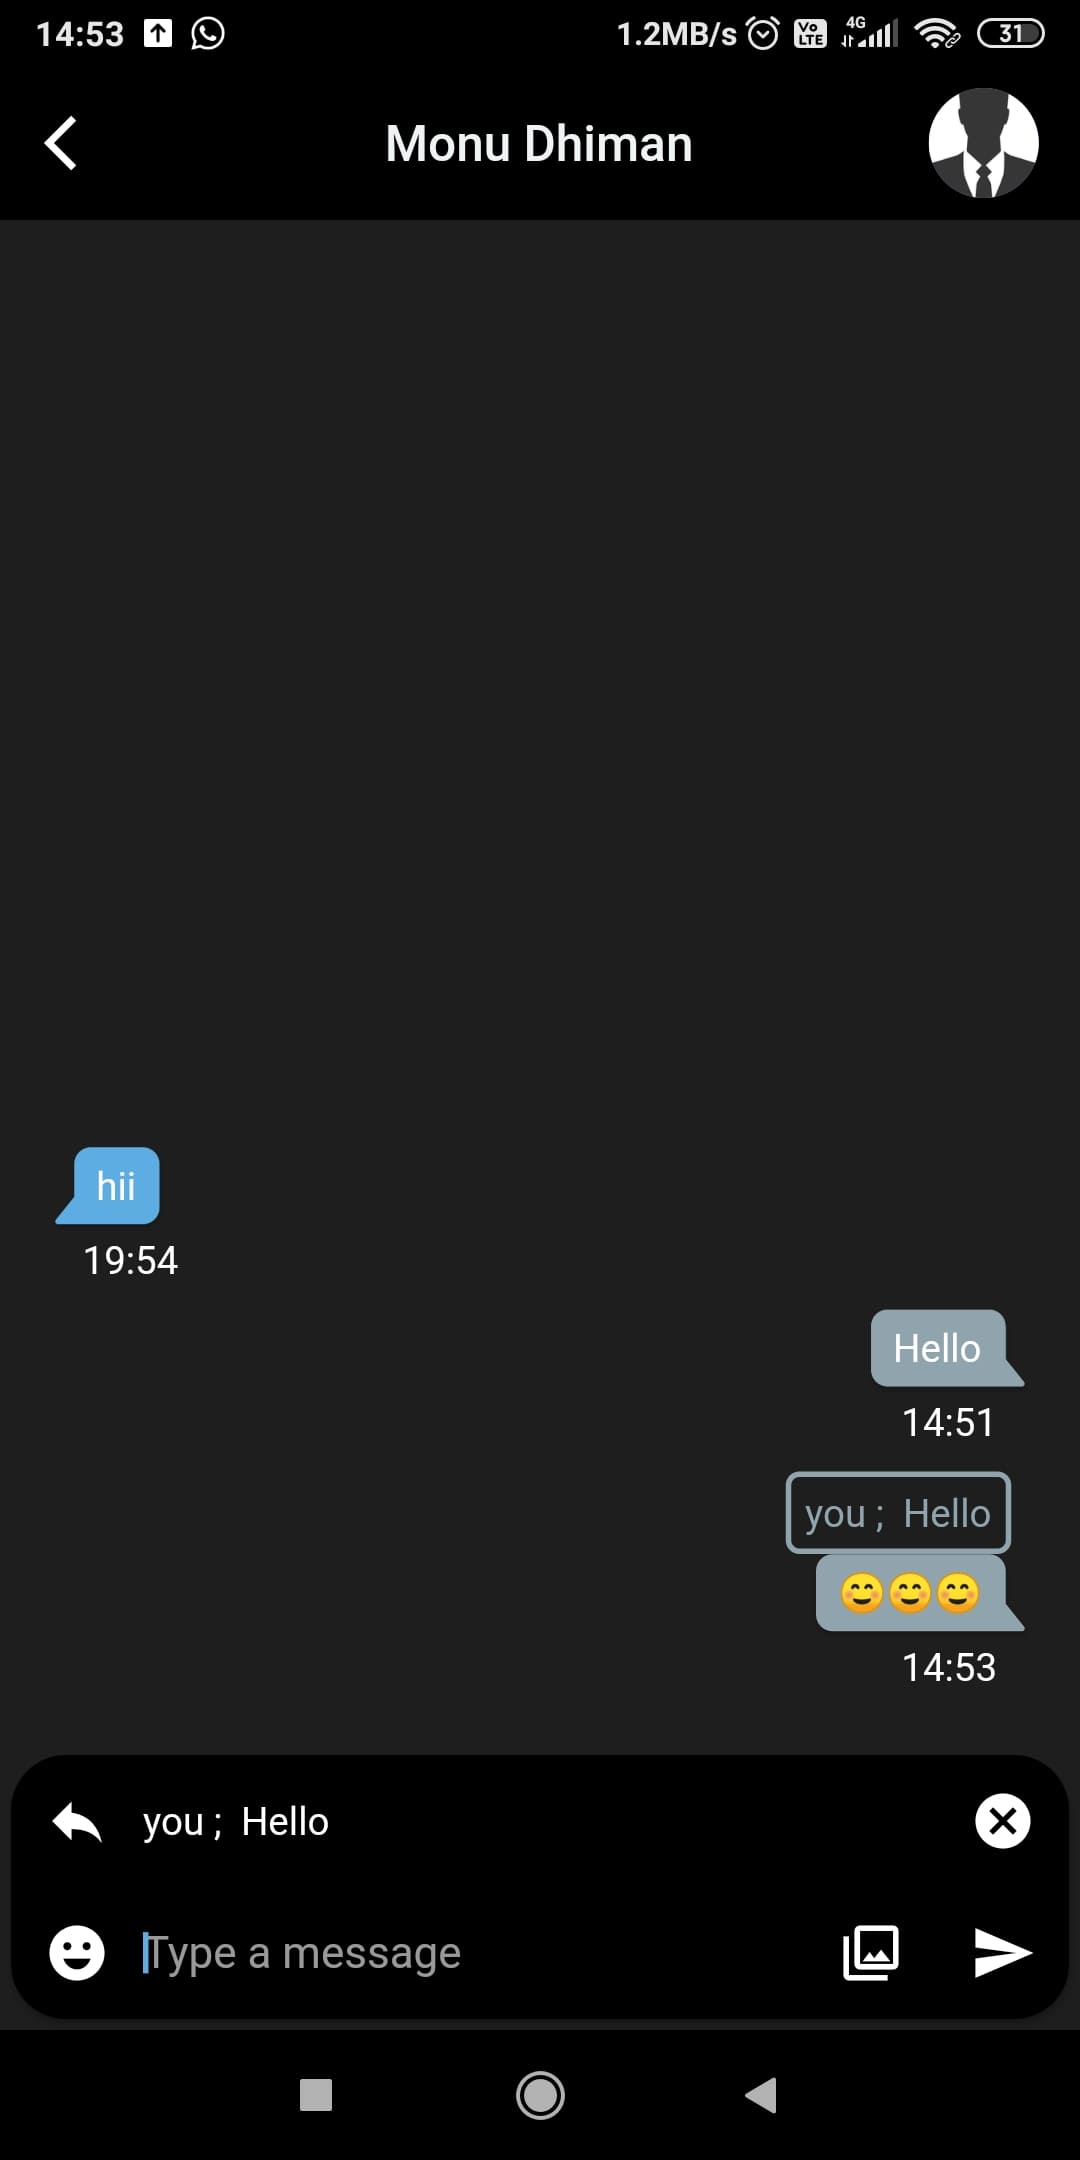 14:53 1.2MB/s Vo LTE 4G 31
Monu Dhiman
hii
19:54
Hello
14:51
you ;  Hello
😊😊😊
14:53
you ;  Hello
Type a message